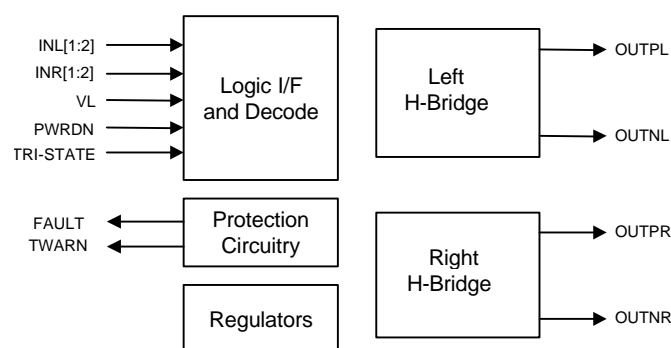 INL[1:2]
INR[1:2]
VL
PWRDN
TRI-STATE
Logic I/F
and Decode
Left
H-Bridge
OUTPL
OUTNL
FAULT
TWARN
Protection
Circuitry
Regulators
Right
H-Bridge
OUTPR
OUTNR